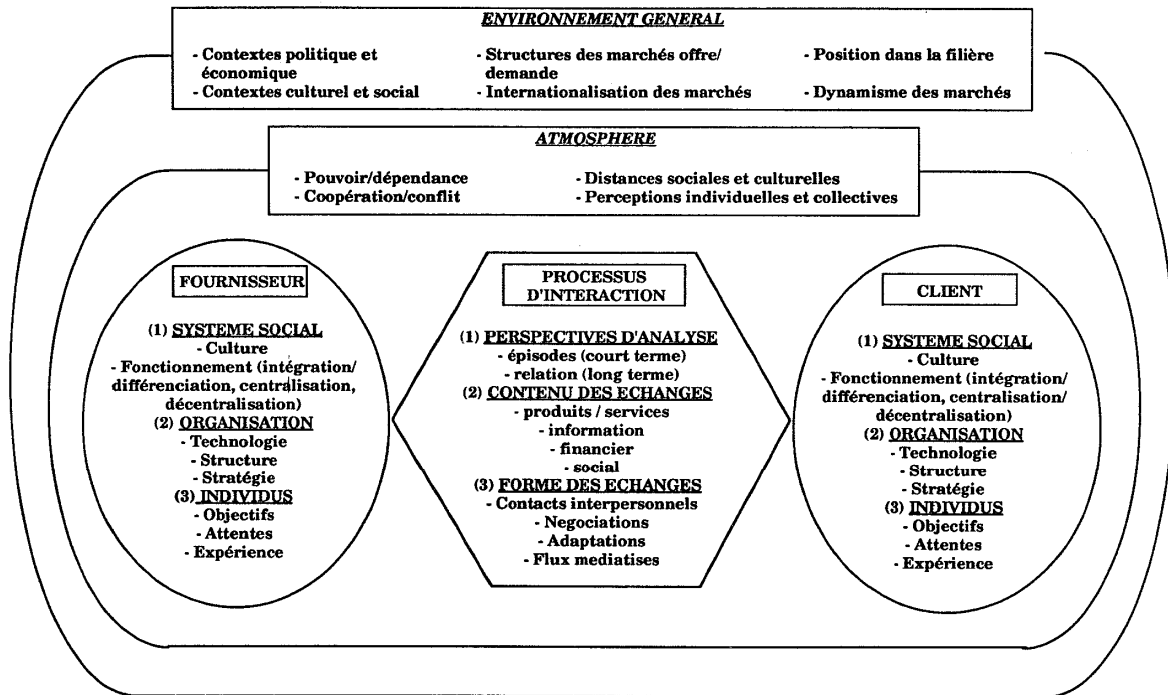 ENVIRONNEMENT GENERAL
- Contextes politique et
économique
- Contextes culturel et social
- Structures des marchés offre/
demande
- Internationalisation des marchés
- Position dans la filière
- Dynamisme des marchés
ATMOSPHERE
- Pouvoir/dépendance
- Coopération/conflit
- Distances sociales et culturelles
- Perceptions individuelles et collectives
FOURNISSEUR
(1) SYSTEME SOCIAL
- Culture
- Fonctionnement (intégration/
différenciation, centralisation,
décentralisation)
(2) ORGANISATION
- Technologie
- Structure
- Stratégie
(3) INDIVIDUS
- Objectifs
- Attentes
- Expérience
PROCESSUS
D'INTERACTION
(1) PERSPECTIVES D'ANALYSE
- épisodes (court terme)
- relation (long terme)
(2) CONTENU DES ECHANGES
- produits / services
- information
- financier
- social
(3) FORME DES ECHANGES
- Contacts interpersonnels
- Negociations
- Adaptations
- Flux mediatises
CLIENT
(1) SYSTEME SOCIAL
- Culture
- Fonctionnement (intégration/
différenciation, centralisation/
décentralisation)
(2) ORGANISATION
- Technologie
- Structure
- Stratégie
(3) INDIVIDUS
- Objectifs
- Attentes
- Expérience